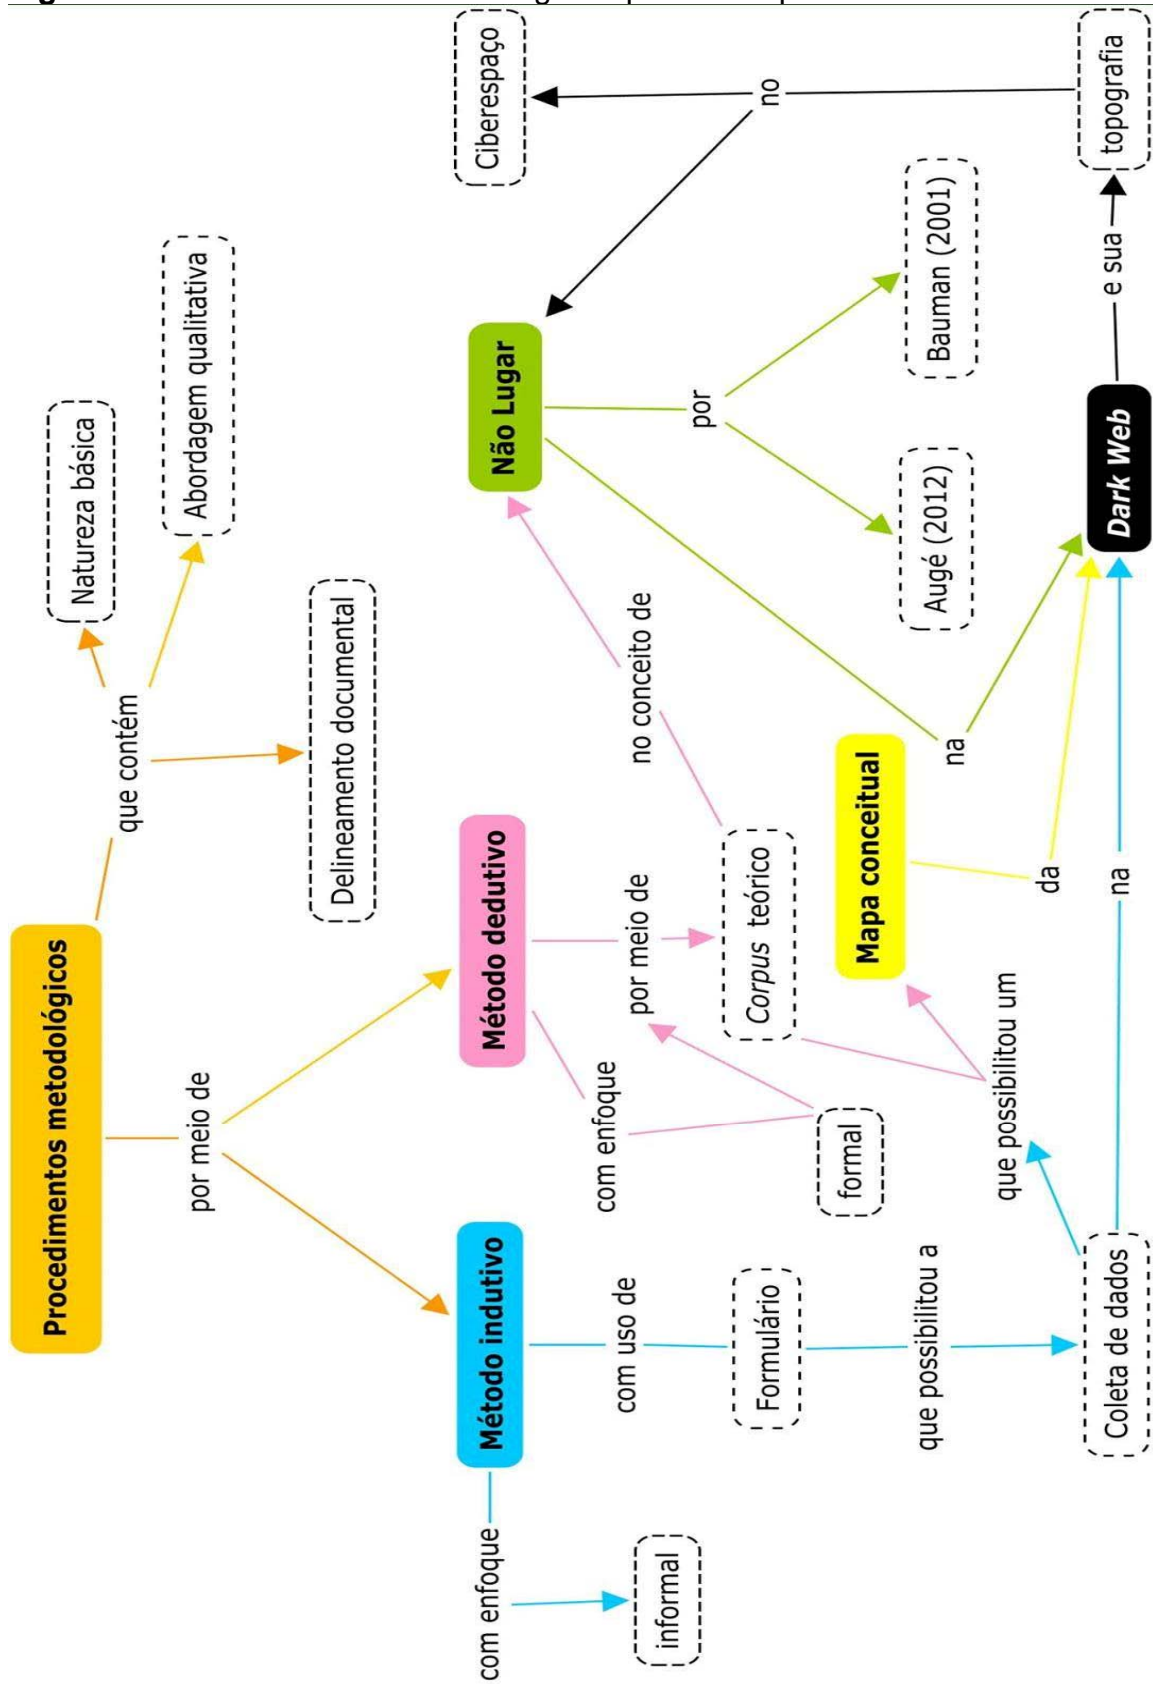 Procedimentos metodológicos
que contém
Natureza básica
Abordagem qualitativa
Delineamento documental
por meio de
Método indutivo
Método dedutivo
Não Lugar
Ciberespaço
com enfoque
informal
com uso de
Formulário
que possibilitou a
Coleta de dados
com enfoque
formal
por meio de
Corpus teórico
no conceito de
que possibilitou um
Mapa conceitual
da
na
na
por
Augé (2012)
Bauman (2001)
no
Dark Web
e sua
topografia